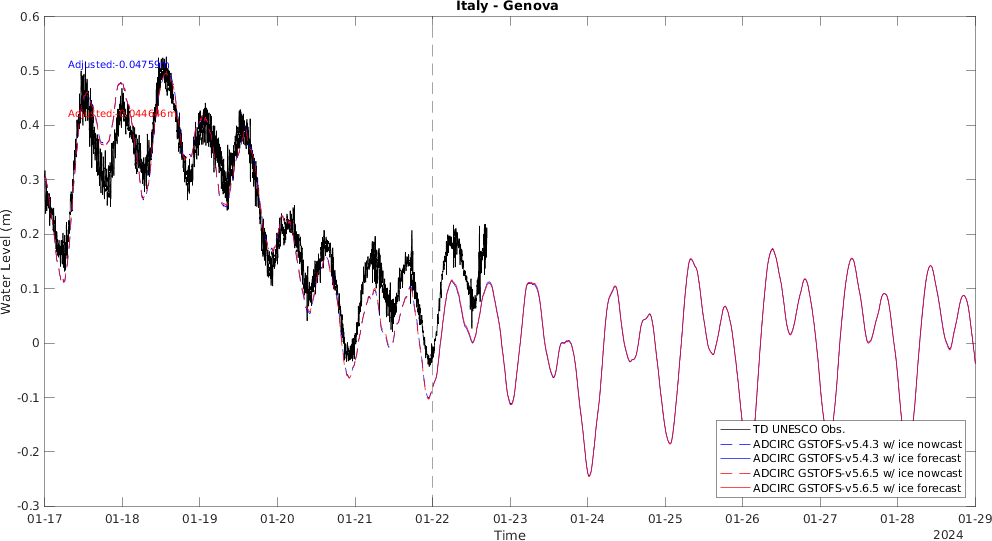 Italy - Genova
0.6
0.5
0.4
0.3
0.2
0.1
0
-0.1
-0.2
-0.3
Water Level (m)
Adjusted:-0.04759m
Adjusted:-0.044646m
TD UNESCO Obs.
ADCIRC GSTOFS-v5.4.3 w/ ice nowcast
ADCIRC GSTOFS-v5.4.3 w/ ice forecast
ADCIRC GSTOFS-v5.6.5 w/ ice nowcast
ADCIRC GSTOFS-v5.6.5 w/ ice forecast
01-17 01-18 01-19 01-20 01-21 01-22 01-23 01-24 01-25 01-26 01-27 01-28 01-29
Time
2024